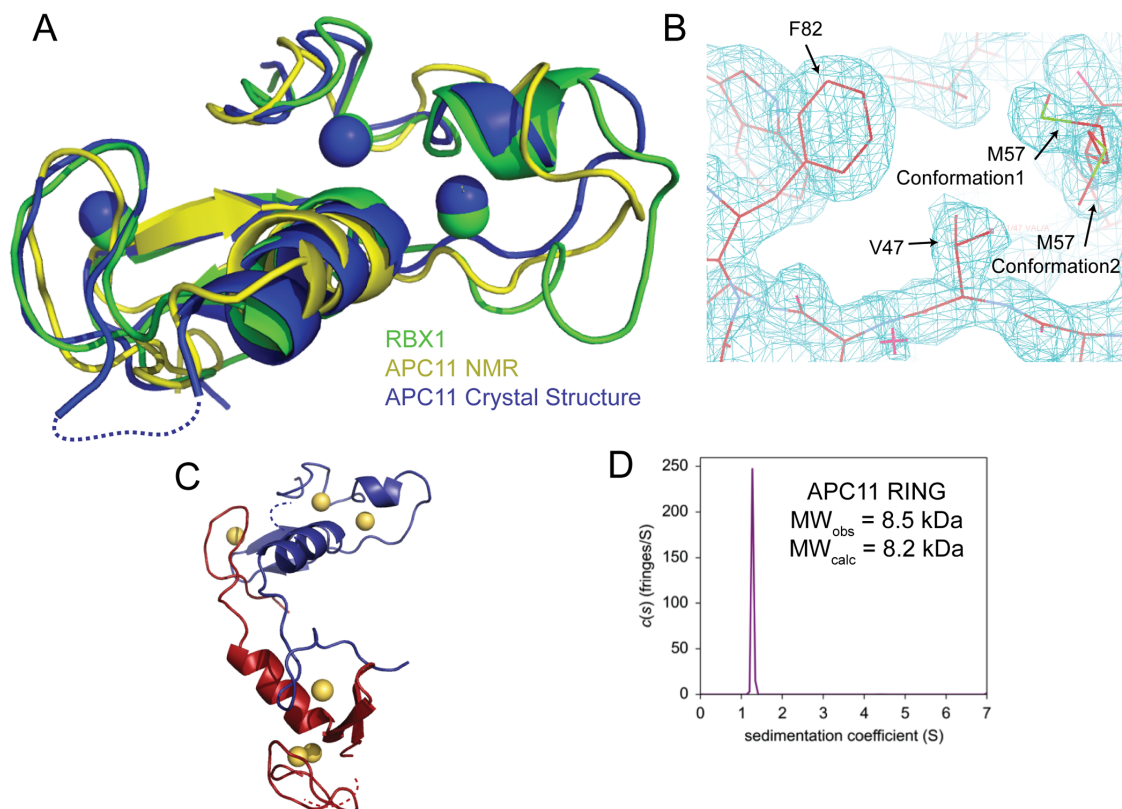 A
RBX1
APC11 NMR
APC11 Crystal Structure
B
F82
M57
Conformation1
V47
M57
Conformation2
C
D
APC11 RING
MWobs = 8.5 kDa
MWcalc = 8.2 kDa
c(s) (fringes/S)
250
200
150
100
50
0
0 1 2 3 4 5 6 7
sedimentation coefficient (S)